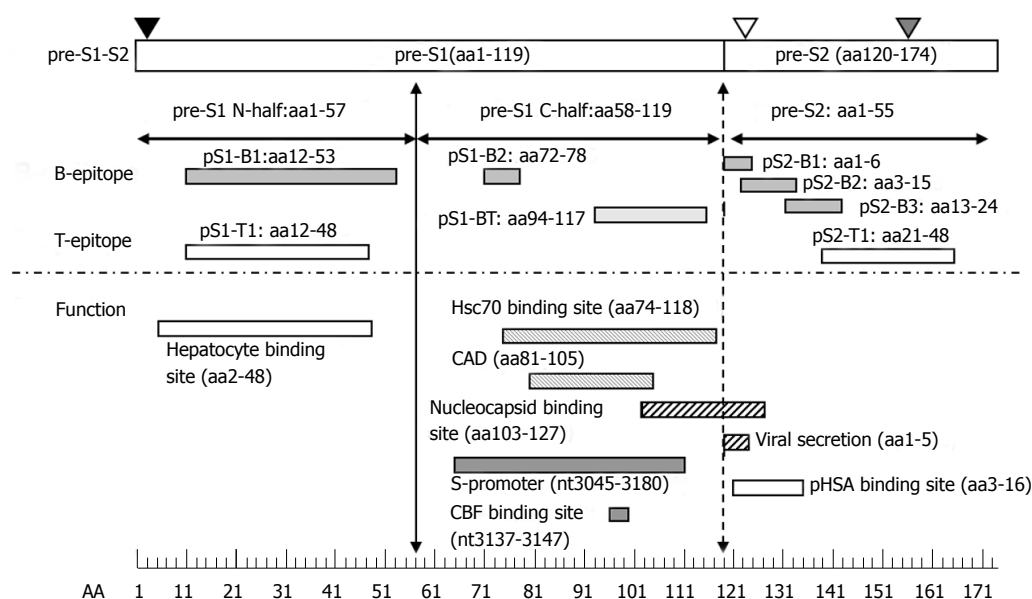 pre-S1-S2
pre-S1(aa1-119)
pre-S2 (aa120-174)
pre-S1 N-half:aa1-57
pre-S1 C-half:aa58-119
pre-S2: aa1-55
B-epitope
pS1-B1:aa12-53
pS1-B2: aa72-78
pS2-B1: aa1-6
pS2-B2: aa3-15
pS1-BT: aa94-117
pS2-B3: aa13-24
T-epitope
pS1-T1: aa12-48
pS2-T1: aa21-48
Function
Hsc70 binding site (aa74-118)
Hepatocyte binding
site (aa2-48)
CAD (aa81-105)
Nucleocapsid binding
site (aa103-127)
Viral secretion (aa1-5)
S-promoter (nt3045-3180)
pHSA binding site (aa3-16)
CBF binding site
(nt3137-3147)
AA 1 11 21 31 41 51 61 71 81 91 101 111 121 131 141 151 161 171